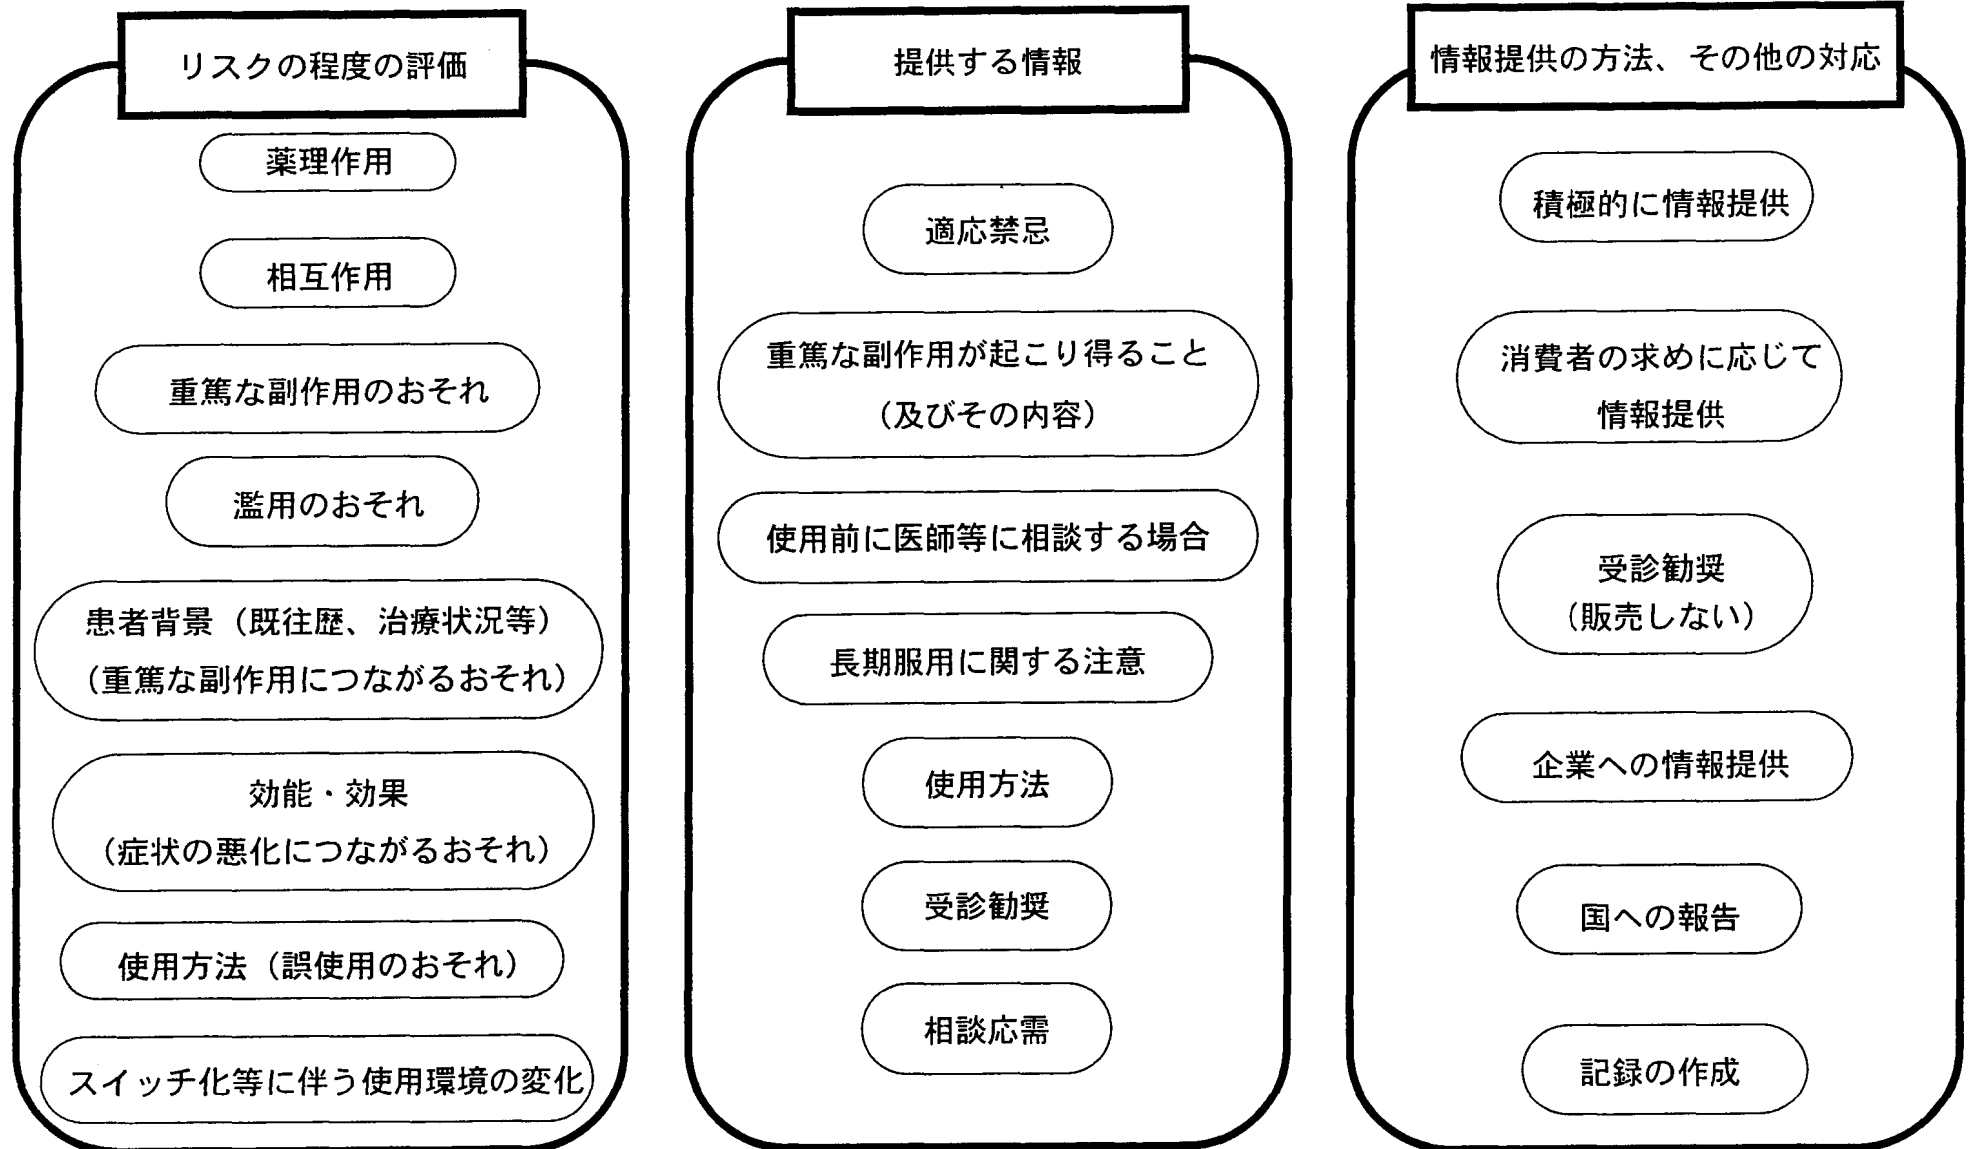 リスクの程度の評価
薬理作用
相互作用
重篤な副作用のおそれ
濫用のおそれ
患者背景（既往歴、治療状況等）
（重篤な副作用につながるおそれ）
効能・効果
（症状の悪化につながるおそれ）
使用方法（誤使用のおそれ）
スイッチ化等に伴う使用環境の変化
提供する情報
適応禁忌
重篤な副作用が起こり得ること
（及びその内容）
使用前に医師等に相談する場合
長期服用に関する注意
使用方法
受診勧奨
相談応需
情報提供の方法、その他の対応
積極的に情報提供
消費者の求めに応じて
情報提供
受診勧奨
（販売しない）
企業への情報提供
国への報告
記録の作成